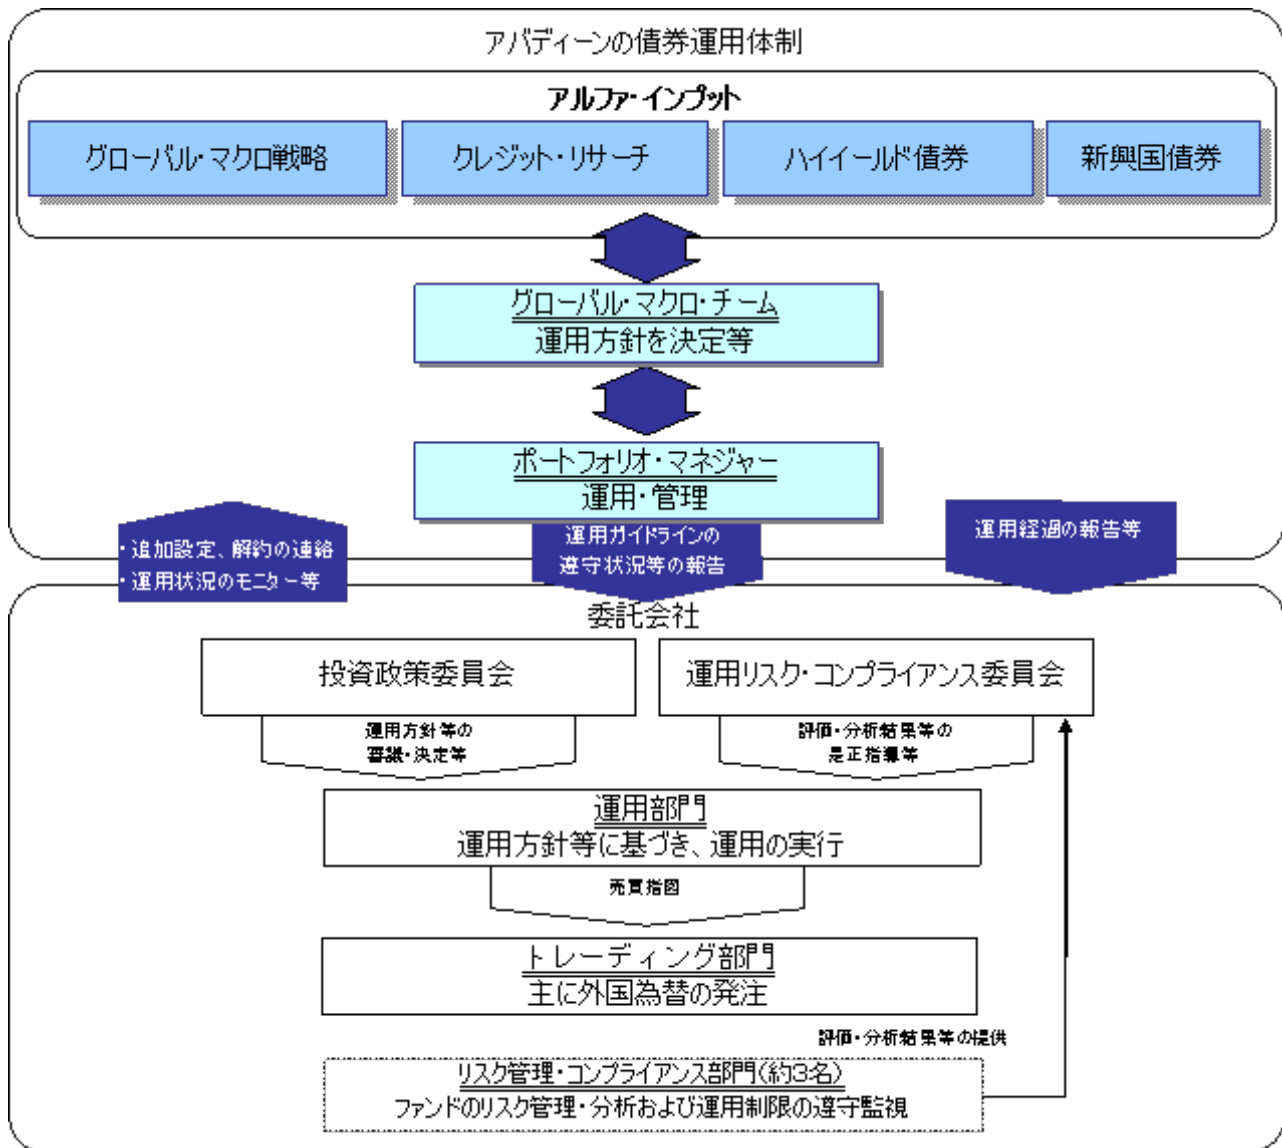 アバディーンの債券運用体制
アルファ・インプット
グローバル・マクロ戦略
クレジット・リサーチ
ハイイールド債券
新興国債券
グローバル・マクロ・チーム
運用方針を決定等
ポートフォリオ・マネジャー
運用・管理
・追加設定、解約の連絡
・運用状況のモニター等
運用ガイドラインの
遵守状況等の報告
運用経過の報告等
委託会社
投資政策委員会
運用リスク・コンプライアンス委員会
運用方針等の
審議・決定等
評価・分析結果等の
是正指導等
運用部門
運用方針等に基づき、運用の実行
売買指図
トレーディング部門
主に外国為替の発注
評価・分析結果等の提供
リスク管理・コンプライアンス部門(約3名)
ファンドのリスク管理・分析および運用制限の遵守監視